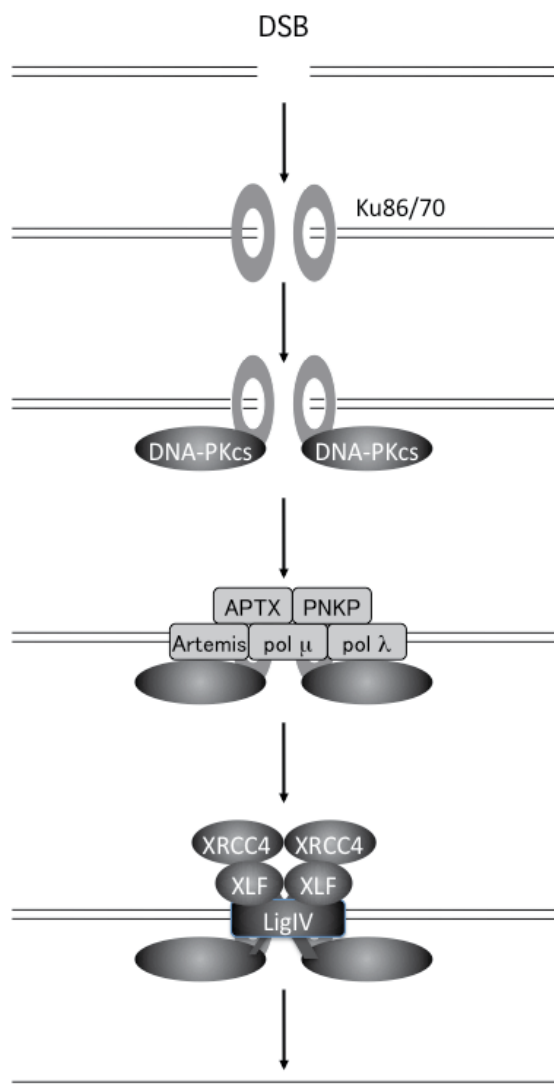 DSB
Ku86/70
DNA-PKcs DNA-PKcs
APTX PNKP
Artemis pol μ pol λ
XRCC4 XRCC4
XLF XLF
LigIV